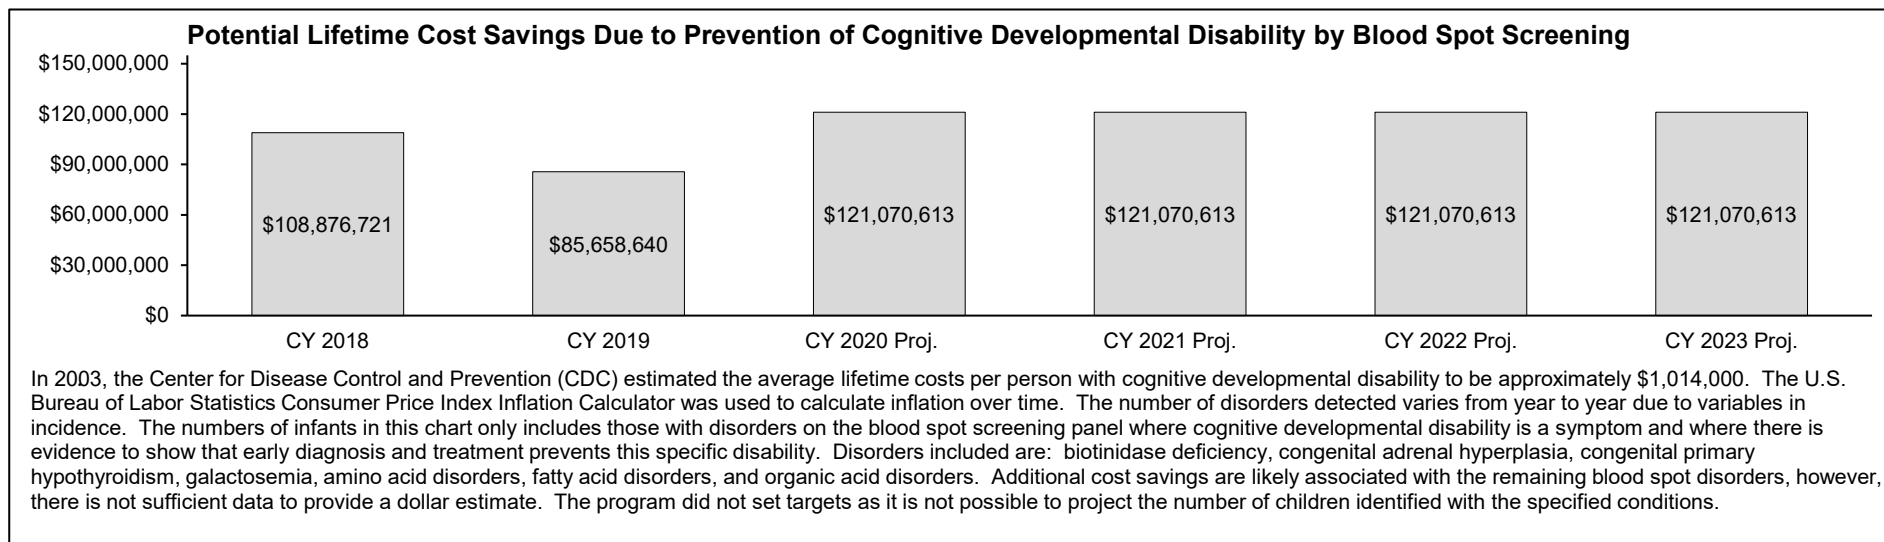 Potential Lifetime Cost Savings Due to Prevention of Cognitive Developmental Disability by Blood Spot Screening
$150,000,000
$120,000,000
$90,000,000
$60,000,000
$30,000,000
$0
$108,876,721
$85,658,640
$121,070,613
$121,070,613
$121,070,613
$121,070,613
CY 2018
CY 2019
CY 2020 Proj.
CY 2021 Proj.
CY 2022 Proj.
CY 2023 Proj.
In 2003, the Center for Disease Control and Prevention (CDC) estimated the average lifetime costs per person with cognitive developmental disability to be approximately $1,014,000. The U.S.
Bureau of Labor Statistics Consumer Price Index Inflation Calculator was used to calculate inflation over time. The number of disorders detected varies from year to year due to variables in
incidence. The numbers of infants in this chart only includes those with disorders on the blood spot screening panel where cognitive developmental disability is a symptom and where there is
evidence to show that early diagnosis and treatment prevents this specific disability. Disorders included are: biotinidase deficiency, congenital adrenal hyperplasia, congenital primary
hypothyroidism, galactosemia, amino acid disorders, fatty acid disorders, and organic acid disorders. Additional cost savings are likely associated with the remaining blood spot disorders, however,
there is not sufficient data to provide a dollar estimate. The program did not set targets as it is not possible to project the number of children identified with the specified conditions.